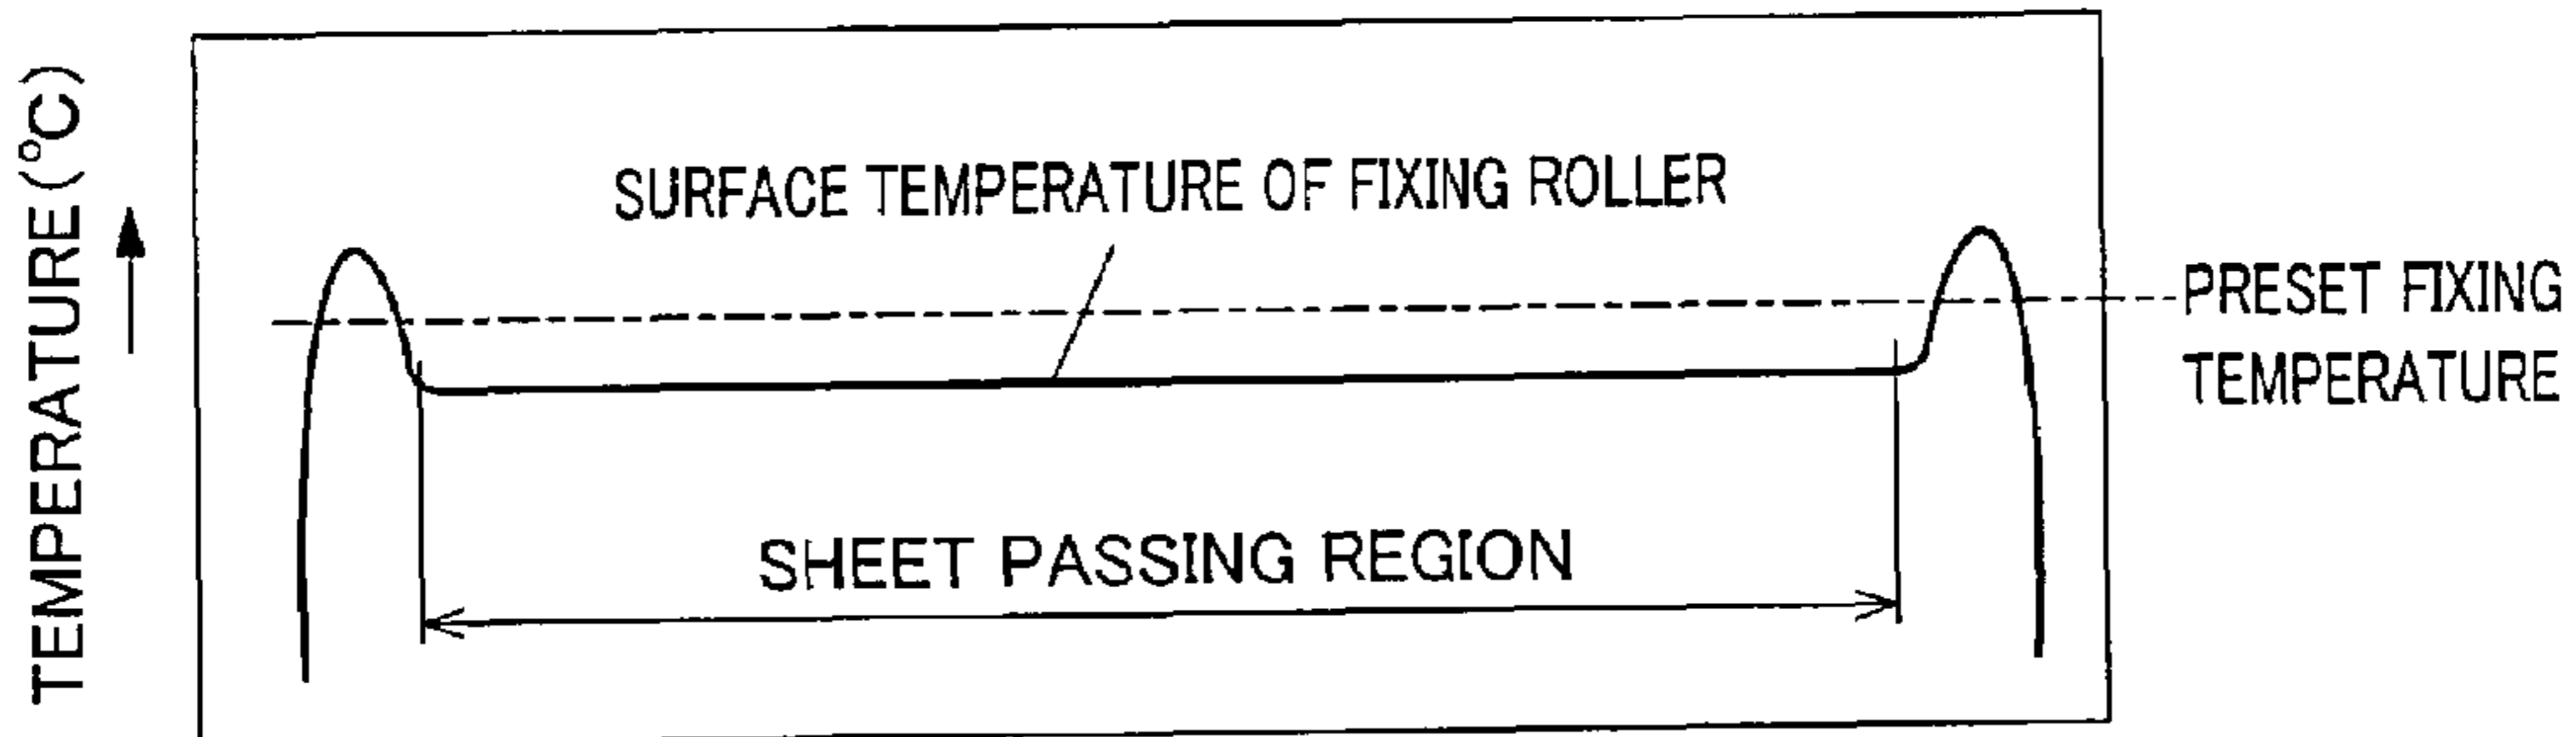 TEMPERATURE (°C)
SURFACE TEMPERATURE OF FIXING ROLLER
PRESET FIXING
TEMPERATURE
SHEET PASSING REGION